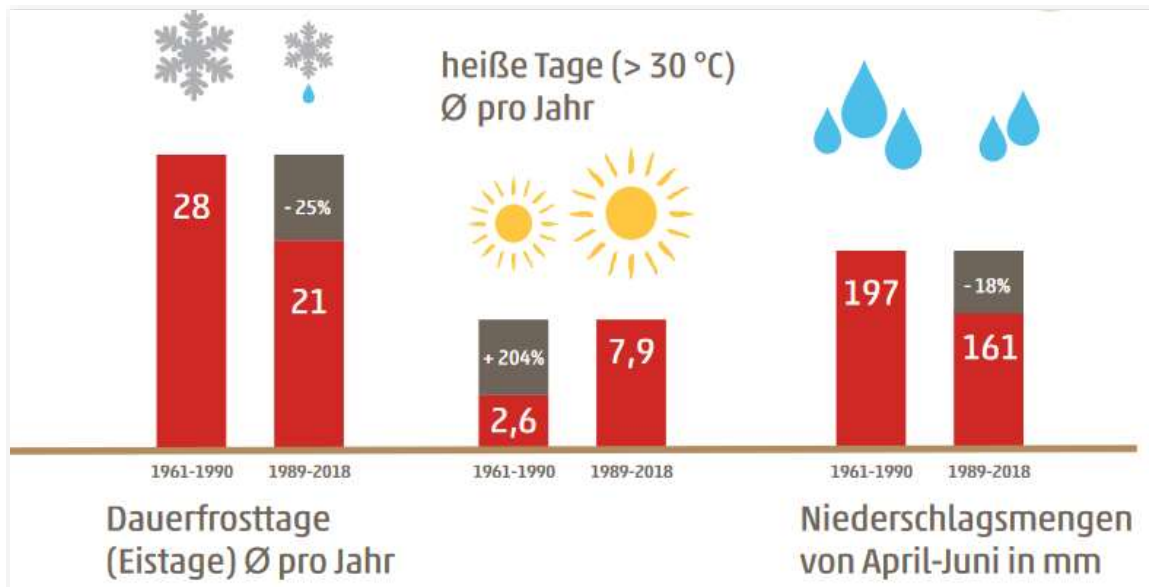 28
- 25%
21
1961-1990
1989-2018
Dauerfrosttage
(Eistage) Ø pro Jahr
heiße Tage (> 30 °C)
Ø pro Jahr
+ 204%
2,6
7,9
1961-1990
1989-2018
197
- 18%
161
1961-1990
1989-2018
Niederschlagsmengen
von April-Juni in mm